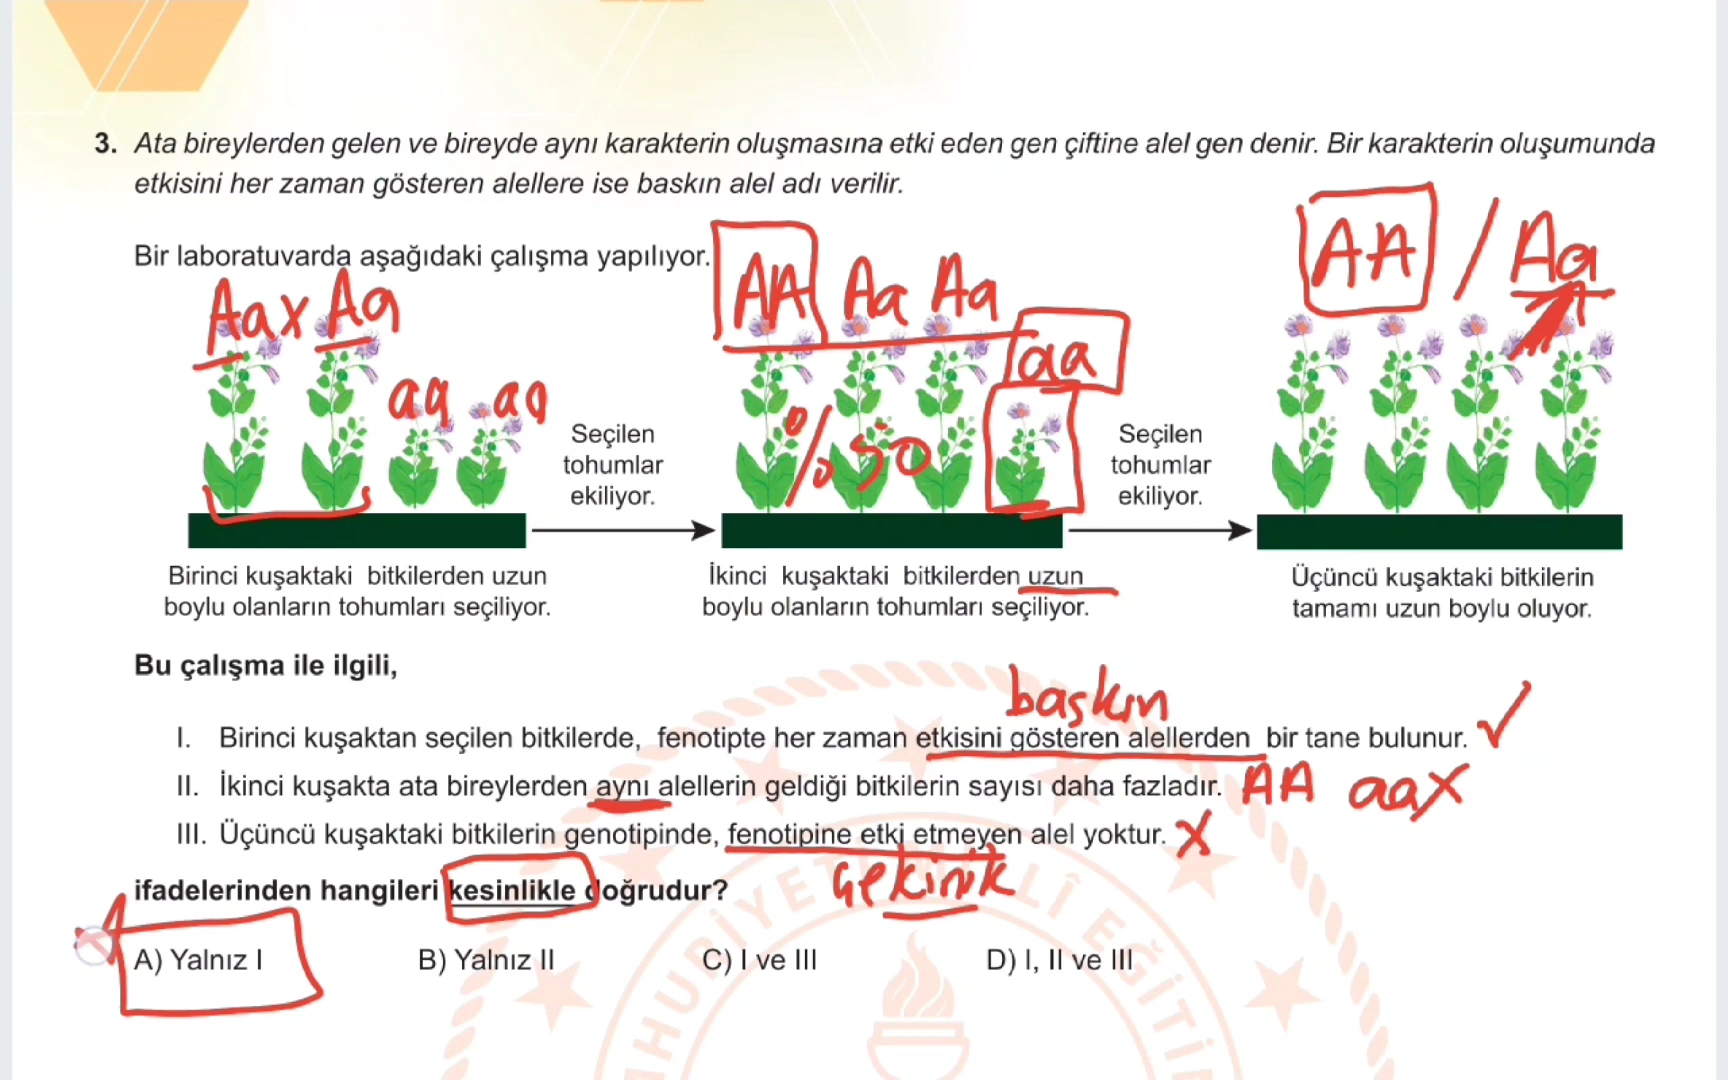 3. Ata bireylerden gelen ve bireyde aynı karakterin oluşmasına etki eden gen çiftine alel gen denir. Bir karakterin oluşumunda
etkisini her zaman gösteren alellere ise baskın alel adı verilir.
AA / Aa
Bir laboratuvarda aşağıdaki çalışma yapılıyor.
AA Aa Aa
Aa x Aa
aa
aa aa
%50
Seçilen
tohumlar
ekiliyor.
Seçilen
tohumlar
ekiliyor.
Birinci kuşaktaki bitkilerden uzun
boylu olanların tohumları seçiliyor.
İkinci kuşaktaki bitkilerden uzun
boylu olanların tohumları seçiliyor.
Üçüncü kuşaktaki bitkilerin
tamamı uzun boylu oluyor.
Bu çalışma ile ilgili,
baskın
I. Birinci kuşaktan seçilen bitkilerde, fenotipte her zaman etkisini gösteren alellerden bir tane bulunur.
II. İkinci kuşakta ata bireylerden aynı alellerin geldiği bitkilerin sayısı daha fazladır. AA aa X
III. Üçüncü kuşaktaki bitkilerin genotipinde, fenotipine etki etmeyen alel yoktur. X
Çekinik
ifadelerinden hangileri kesinlikle doğrudur?
A) Yalnız I B) Yalnız II C) I ve III D) I, II ve III